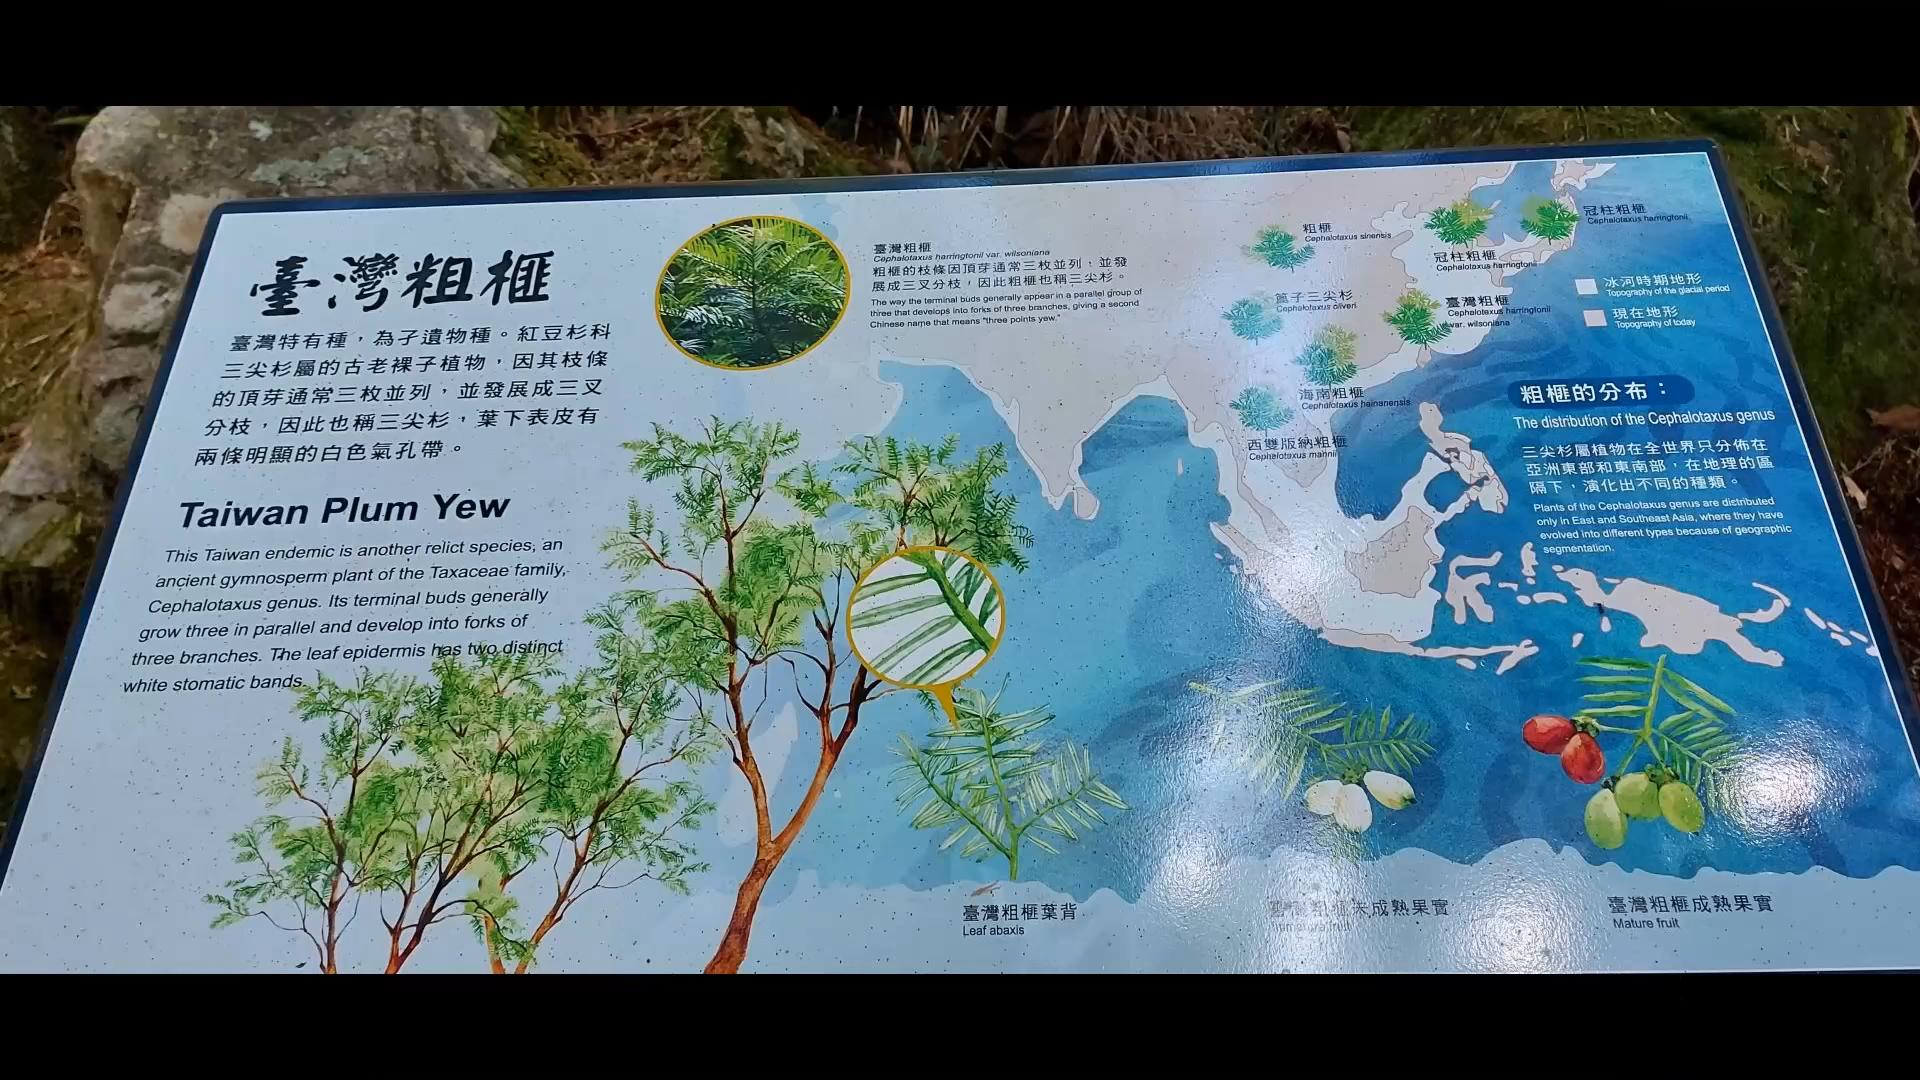 臺灣粗榧
臺灣特有種，為孑遺物種。紅豆杉科
三尖杉屬的古老裸子植物，因其枝條
的頂芽通常三枚並列，並發展成三叉
分枝，因此也稱三尖杉，葉下表皮有
兩條明顯的白色氣孔帶。
Taiwan Plum Yew
This Taiwan endemic is another relict species, an
ancient gymnosperm plant of the Taxaceae family,
Cephalotaxus genus. Its terminal buds generally
grow three in parallel and develop into forks of
three branches. The leaf epidermis has two distinct
white stomatic bands.
臺灣粗榧
Cephalotaxus harringtonii var. wilsoniana
粗榧的枝條因頂芽通常三枚並列，並發
展成三叉分枝，因此粗榧也稱三尖杉。
The way the terminal buds generally appear in a parallel group of
three that develops into forks of three branches, giving a second
Chinese name that means "three points yew."
粗榧
Cephalotaxus sinensis
冠柱粗榧
Cephalotaxus harringtonii
冠柱粗榧
Cephalotaxus harringtonii
篦子三尖杉
Cephalotaxus oliveri
臺灣粗榧
Cephalotaxus harringtonii
var. wilsoniana
海南粗榧
Cephalotaxus hainanensis
西雙版納粗榧
Cephalotaxus mannii
冰河時期地形
Topography of the glacial period
現在地形
Topography of today
粗榧的分布：
The distribution of the Cephalotaxus genus
三尖杉屬植物在全世界只分佈在
亞洲東部和東南部，在地理的區
隔下，演化出不同的種類。
Plants of the Cephalotaxus genus are distributed
only in East and Southeast Asia, where they have
evolved into different types because of geographic
segmentation.
臺灣粗榧葉背
Leaf abaxis
未成熟果實
臺灣粗榧成熟果實
Mature fruit